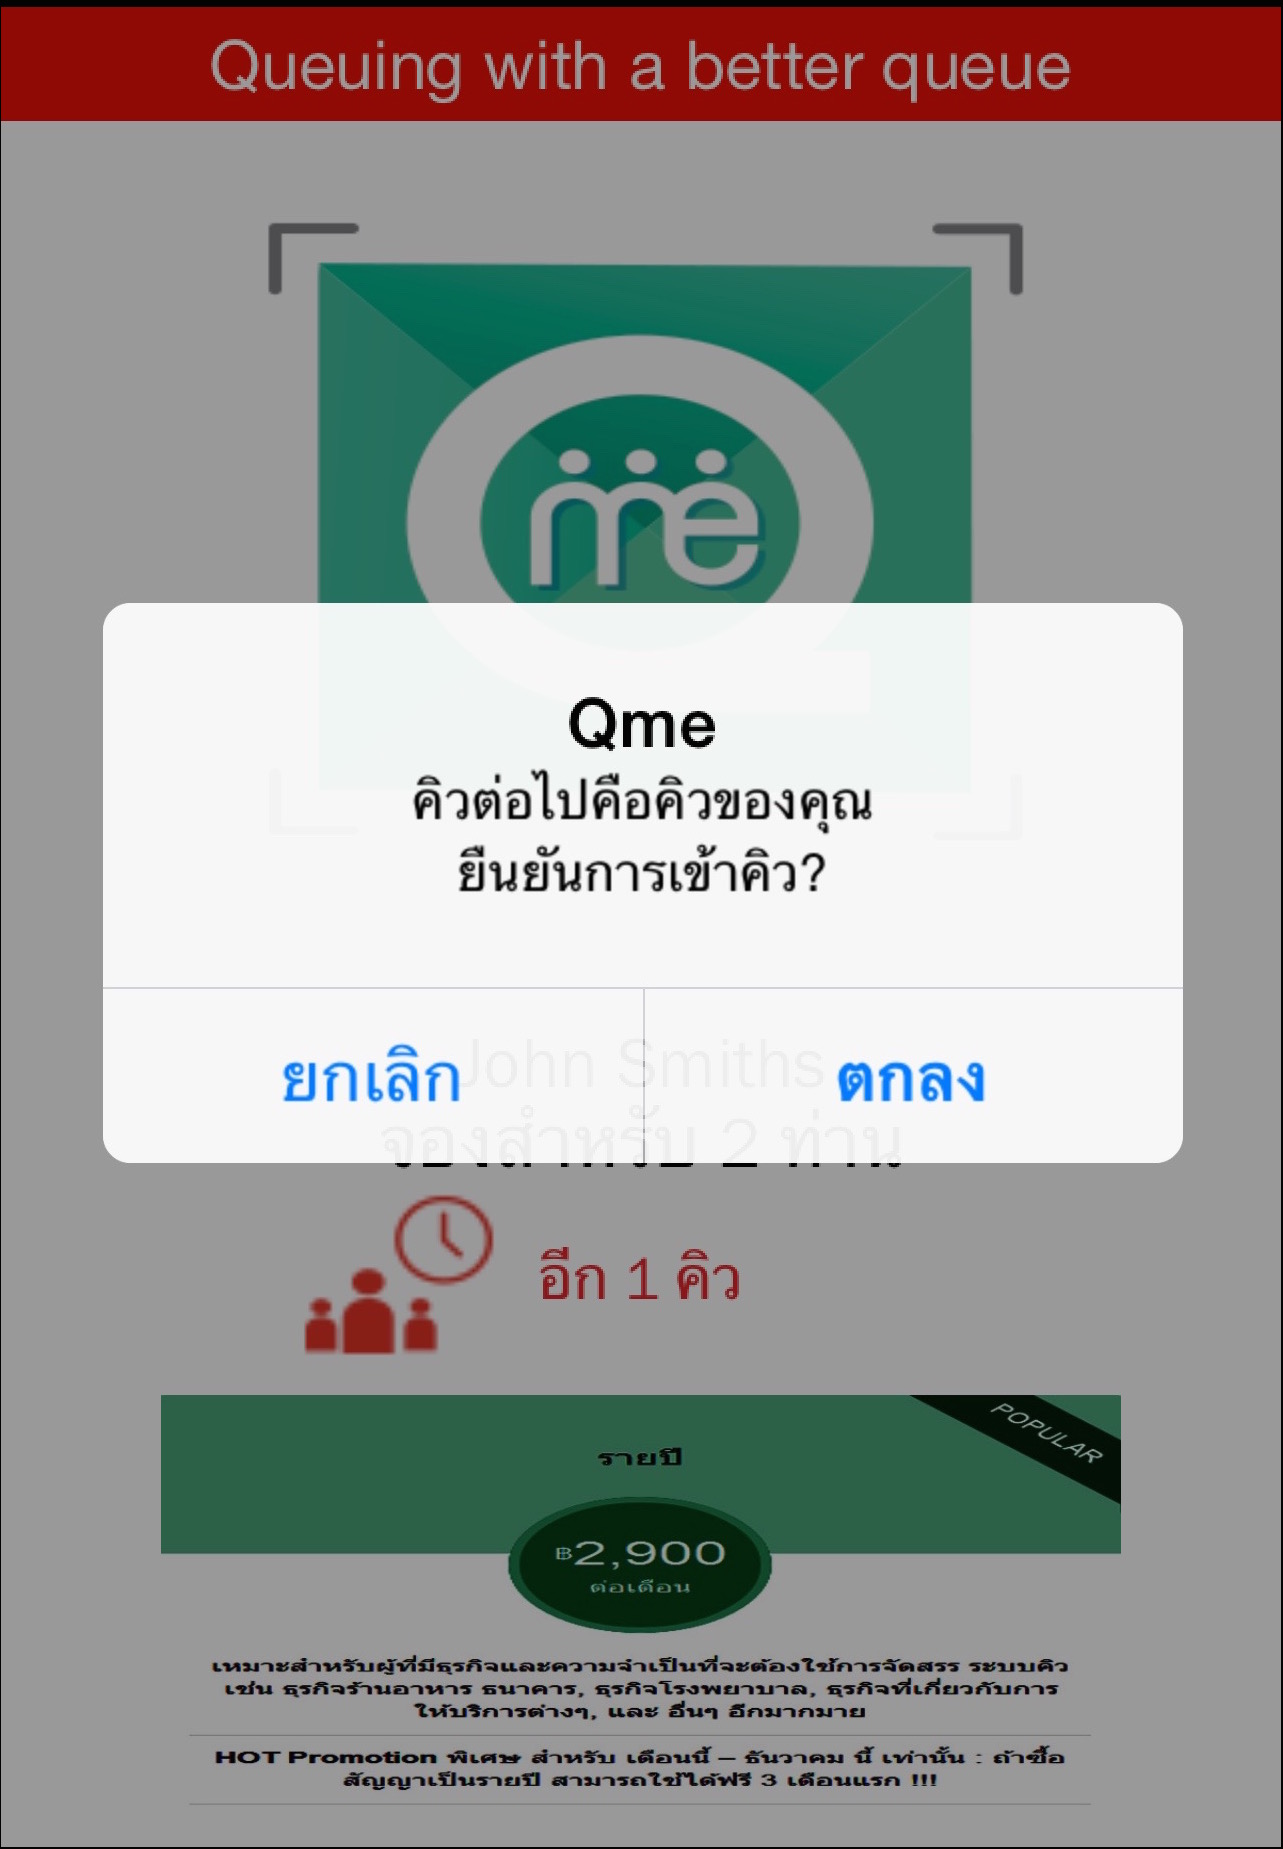 Queuing with a better queue
me
Qme
คิวต่อไปคือคิวของคุณ
ยืนยันการเข้าคิว?
ยกเลิก
ตกลง
John Smiths
จองสำหรับ 2 ท่าน
อีก 1 คิว
POPULAR
รายปี
฿2,900
ต่อเดือน
เหมาะสำหรับผู้ที่มีธุรกิจและความจำเป็นที่จะต้องใช้การจัดสรร ระบบคิว
เช่น ธุรกิจร้านอาหาร ธนาคาร, ธุรกิจโรงพยาบาล, ธุรกิจที่เกี่ยวกับการ
ให้บริการต่างๆ, และ อื่นๆ อีกมากมาย
HOT Promotion พิเศษ สำหรับ เดือนนี้ – ธันวาคม นี้ เท่านั้น : ถ้าซื้อ
สัญญาเป็นรายปี สามารถใช้ได้ฟรี 3 เดือนแรก !!!